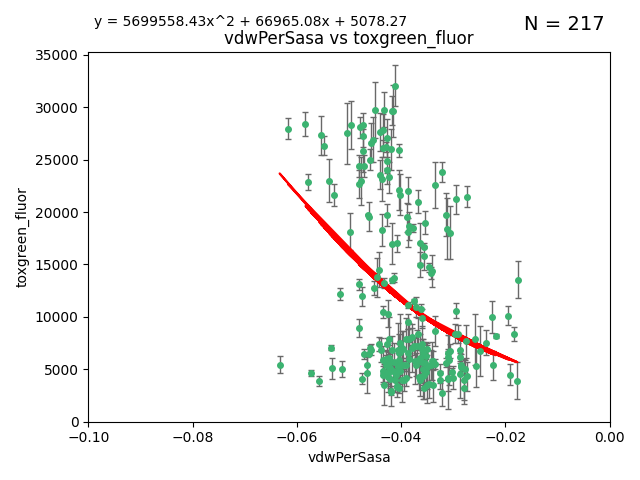 y = 5699558.43x^2 + 66965.08x + 5078.27
N = 217
vdwPerSasa vs toxgreen_fluor
toxgreen_fluor
35000
30000
25000
20000
15000
10000
5000
0
−0.10
−0.08
−0.06
−0.04
−0.02
0.00
vdwPerSasa